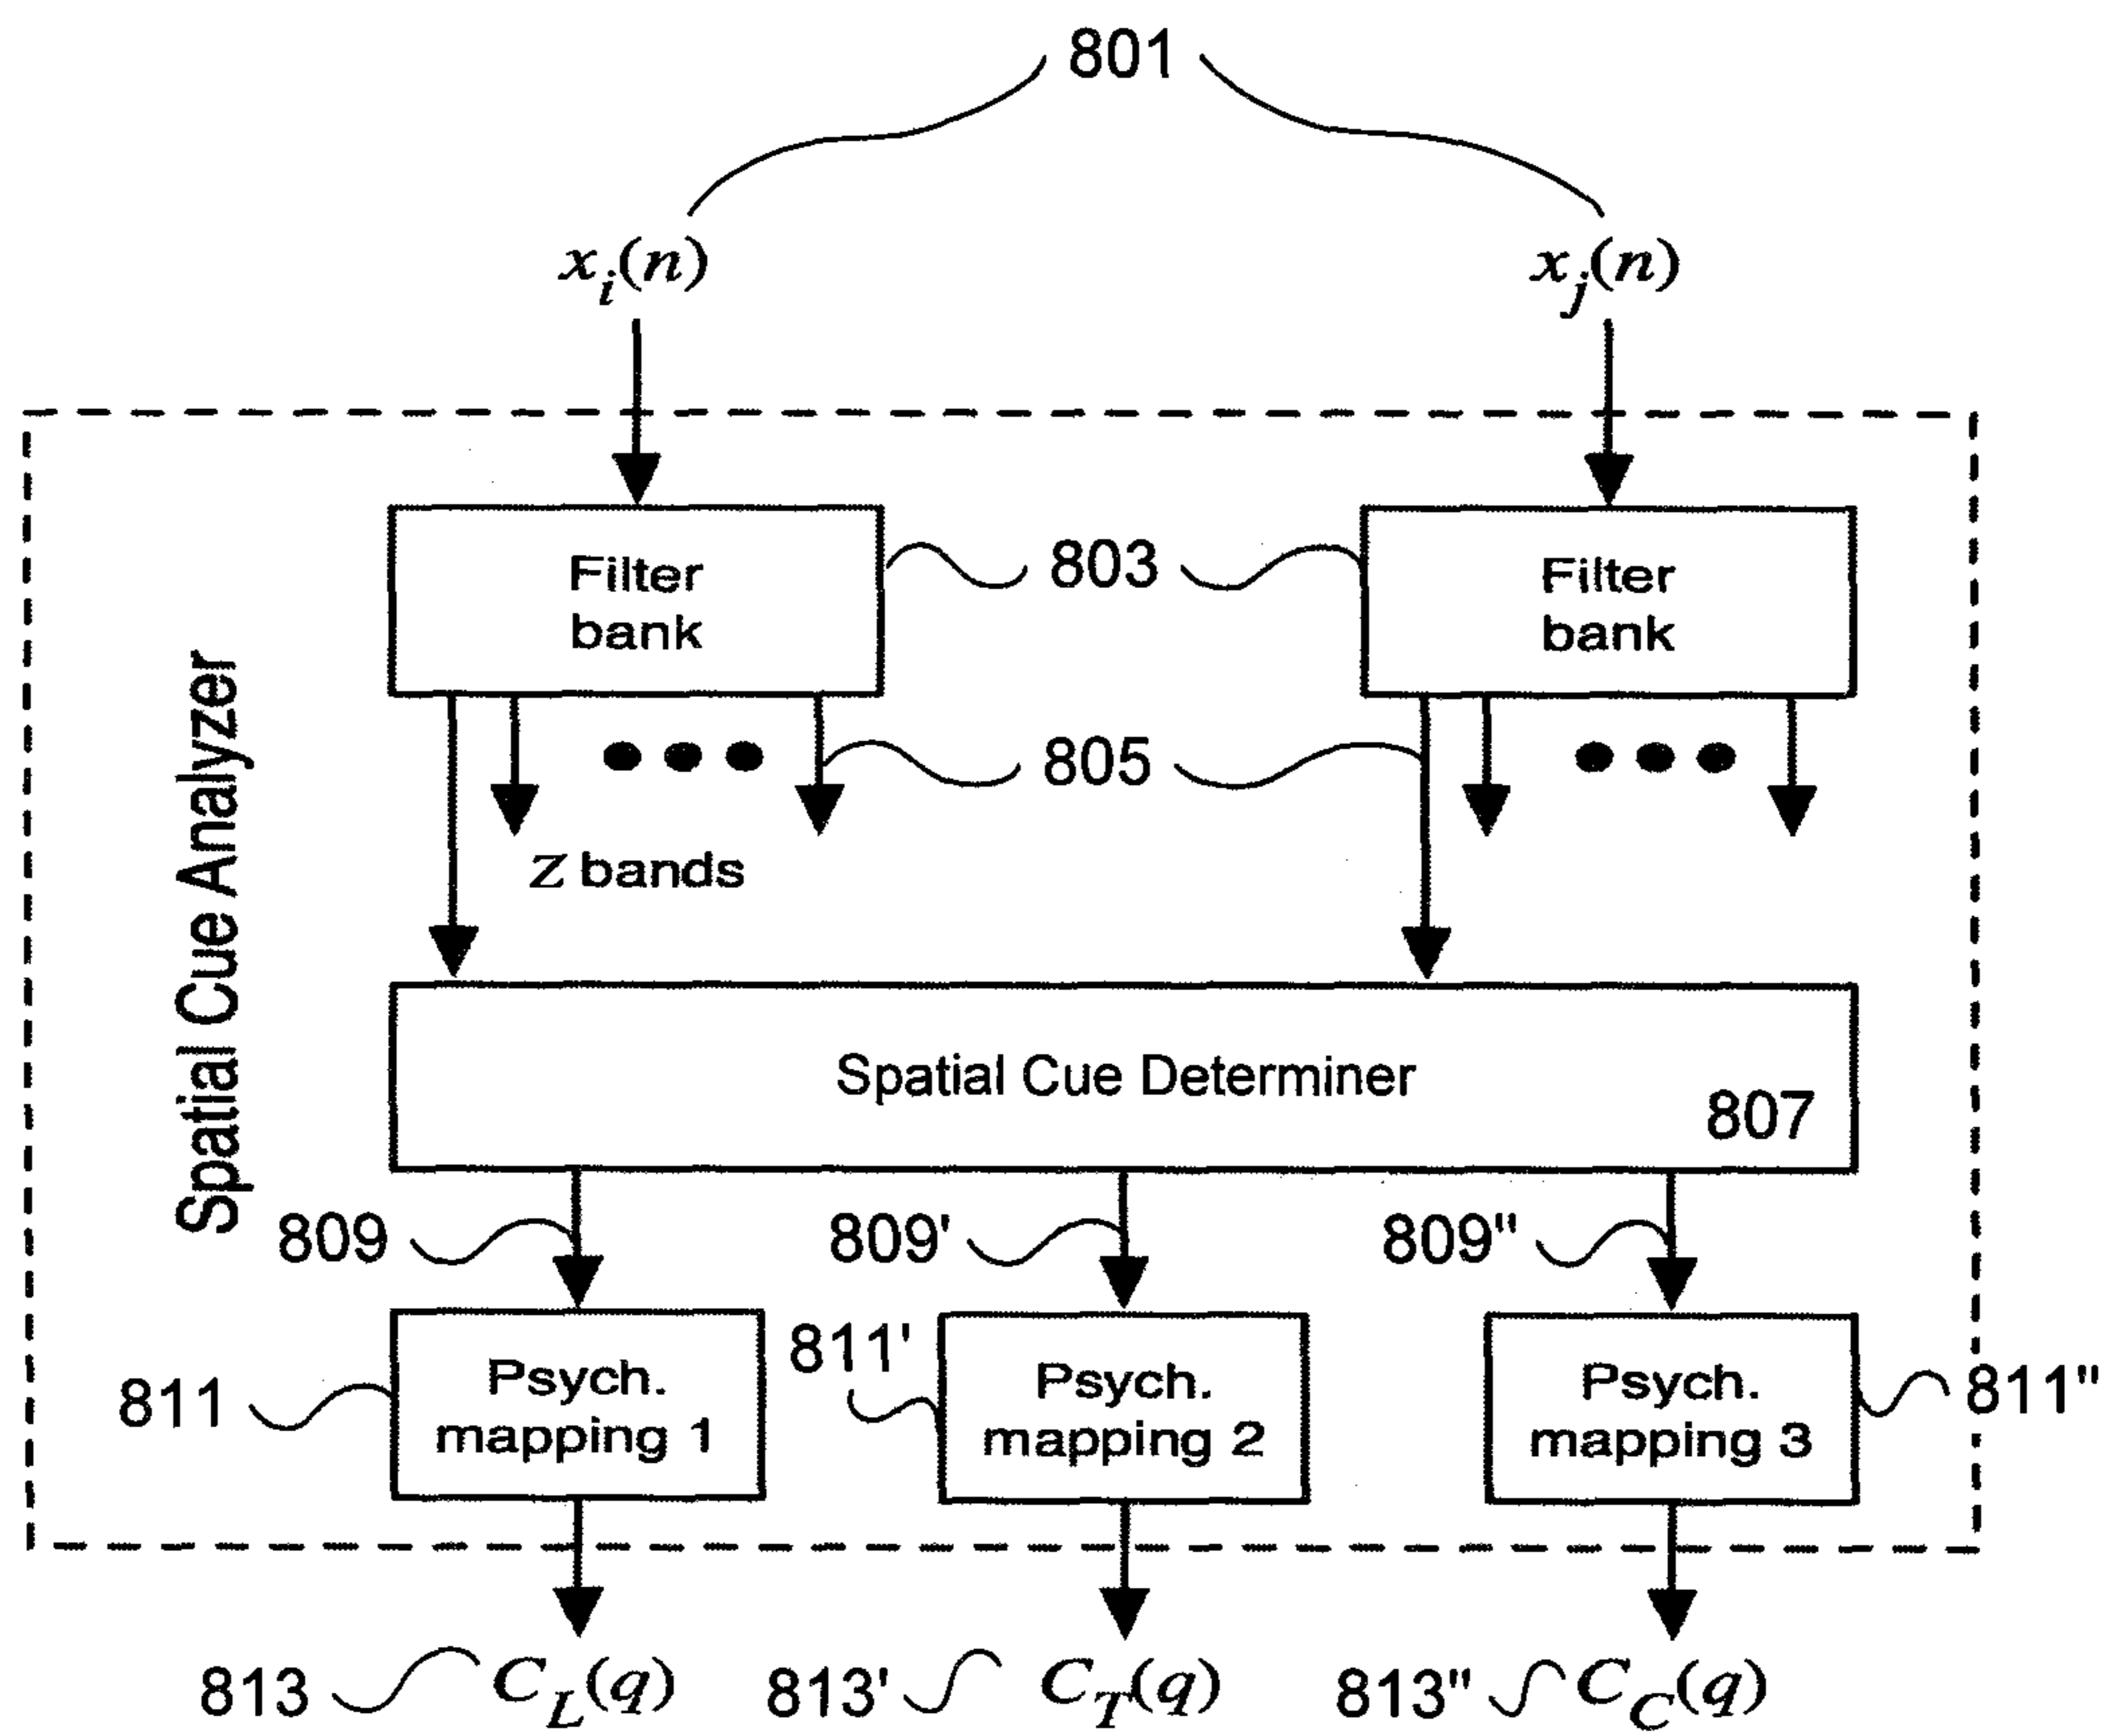 801
x_i(n)
x_j(n)
Filter
bank
803
Filter
bank
805
Z bands
Spatial Cue Analyzer
Spatial Cue Determiner
807
809
809'
809"
811
Psych.
mapping 1
811'
Psych.
mapping 2
Psych.
mapping 3
811"
813
C_L(q)
813'
C_T(q)
813"
C_C(q)